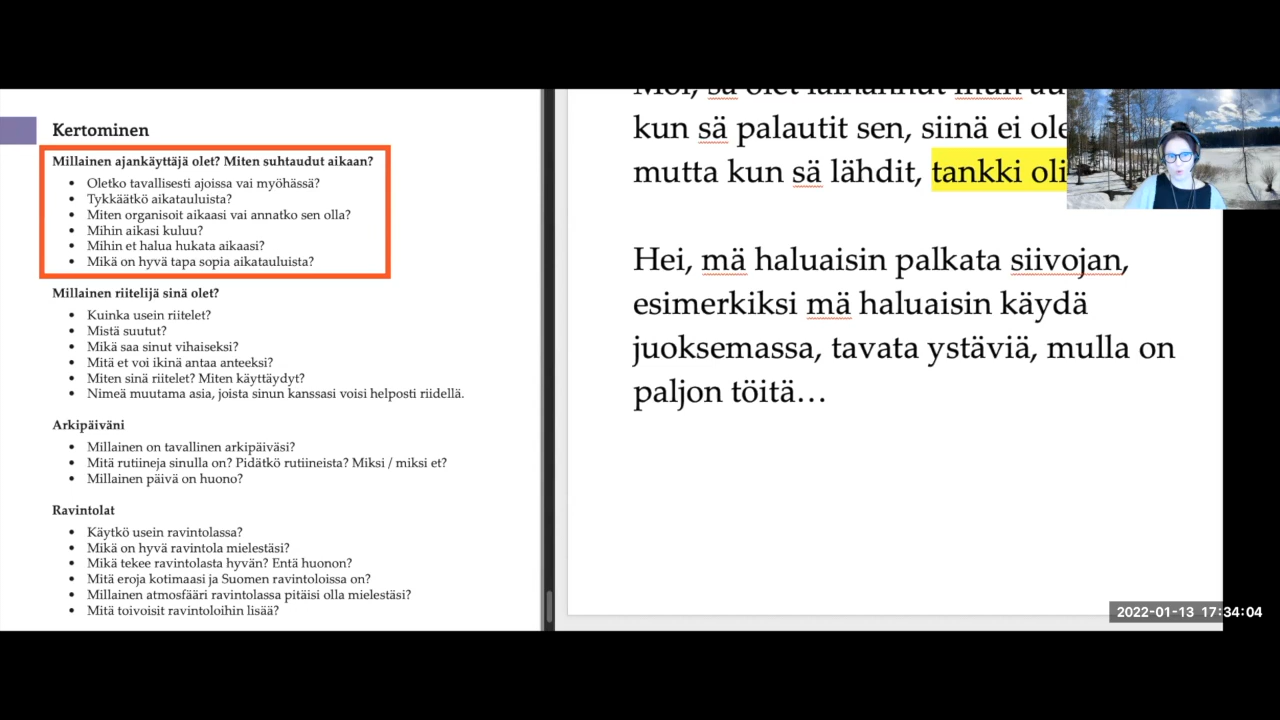 Kertominen
Millainen ajankäyttäjä olet? Miten suhtaudut aikaan?
• Oletko tavallisesti ajoissa vai myöhässä?
• Tykkäätkö aikatauluista?
• Miten organisoit aikaasi vai annatko sen olla?
• Mihin aikasi kuluu?
• Mihin et halua hukata aikaasi?
• Mikä on hyvä tapa sopia aikatauluista?
Millainen riitelijä sinä olet?
• Kuinka usein riitelet?
• Mistä suutut?
• Mikä saa sinut vihaiseksi?
• Mitä et voi ikinä antaa anteeksi?
• Miten sinä riitelet? Miten käyttäydyt?
• Nimeä muutama asia, joista sinun kanssasi voisi helposti riidellä.
Arkipäiväni
• Millainen on tavallinen arkipäiväsi?
• Mitä rutiineja sinulla on? Pidätkö rutiineista? Miksi / miksi et?
• Millainen päivä on huono?
Ravintolat
• Käytkö usein ravintolassa?
• Mikä on hyvä ravintola mielestäsi?
• Mikä tekee ravintolasta hyvän? Entä huonon?
• Mitä eroja kotimaasi ja Suomen ravintoloissa on?
• Millainen atmosfääri ravintolassa pitäisi olla mielestäsi?
• Mitä toivoisit ravintoloihin lisää?
Moi, sä olet lainannut mun
kun sä palautit sen, siinä ei ole
mutta kun sä lähdit, tankki oli
Hei, mä haluaisin palkata siivojan,
esimerkiksi mä haluaisin käydä
juoksemassa, tavata ystäviä, mulla on
paljon töitä…
2022-01-13 17:34:04